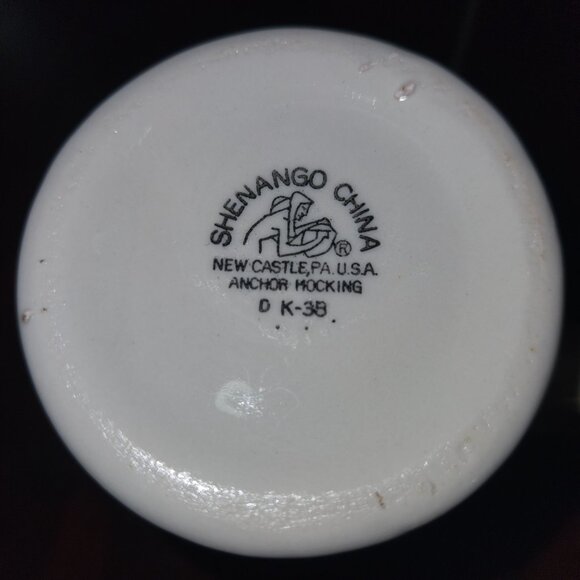 SHENANGO CHINA
®
NEW CASTLE, PA. U.S.A.
ANCHOR HOCKING
D K-38